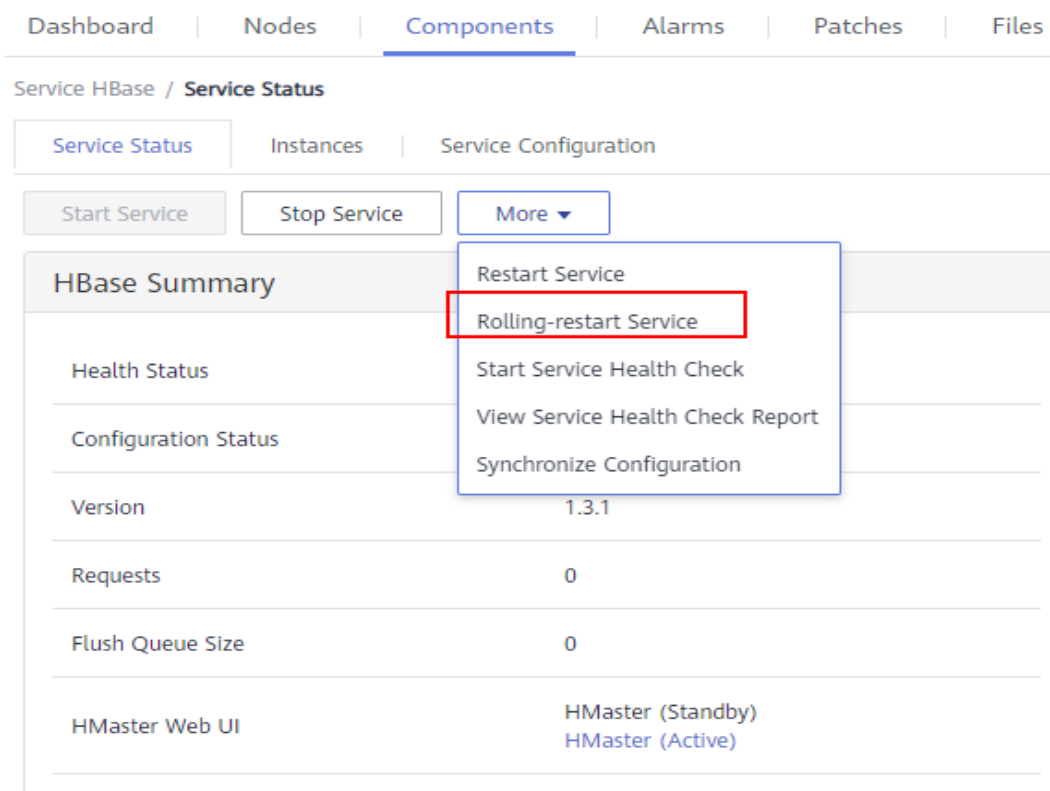 Dashboard Nodes Components Alarms Patches Files
Service HBase / Service Status
Service Status Instances Service Configuration
Start Service Stop Service More
HBase Summary
Restart Service
Rolling-restart Service
Start Service Health Check
View Service Health Check Report
Synchronize Configuration
Health Status
Configuration Status
Version 1.3.1
Requests 0
Flush Queue Size 0
HMaster Web UI HMaster (Standby)
HMaster (Active)